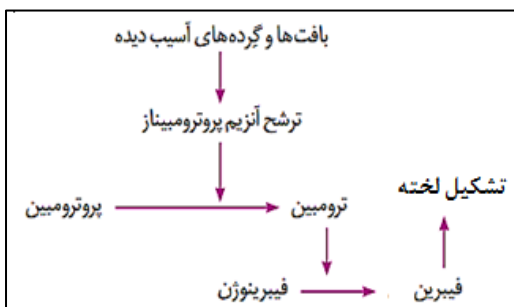 بافت‌ها و گِرده‌های آسیب دیده
ترشح آنزیم پروترومبیناز
تشکیل لخته
پروترومبین
ترومبین
فیبرینوژن
فیبرین